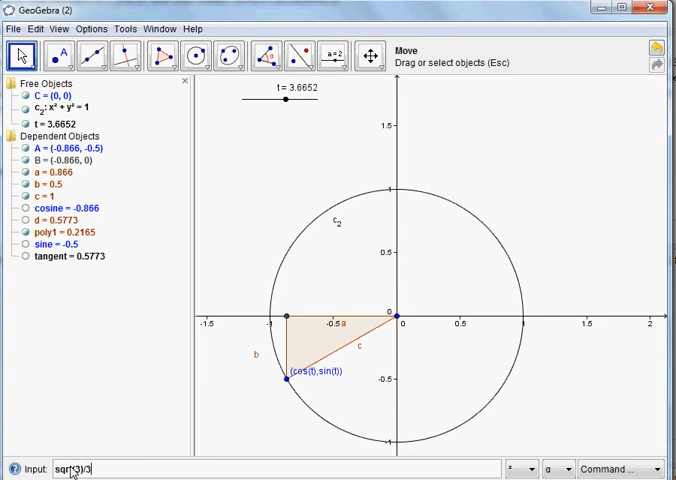 GeoGebra (2)
File Edit View Options Tools Window Help
A
a = 2
Move
Drag or select objects (Esc)
Free Objects
C = (0, 0)
c₂: x² + y² = 1
t = 3.6652
Dependent Objects
A = (-0.866, -0.5)
B = (-0.866, 0)
a = 0.866
b = 0.5
c = 1
cosine = -0.866
d = 0.5773
poly1 = 0.2165
sine = -0.5
tangent = 0.5773
t = 3.6652
1.5
1
c₂
0.5
0
-1.5 -1 -0.5 0 0.5 1 1.5 2
a
c
b
(cos(t),sin(t))
-0.5
-1
Input:
² α Command ...